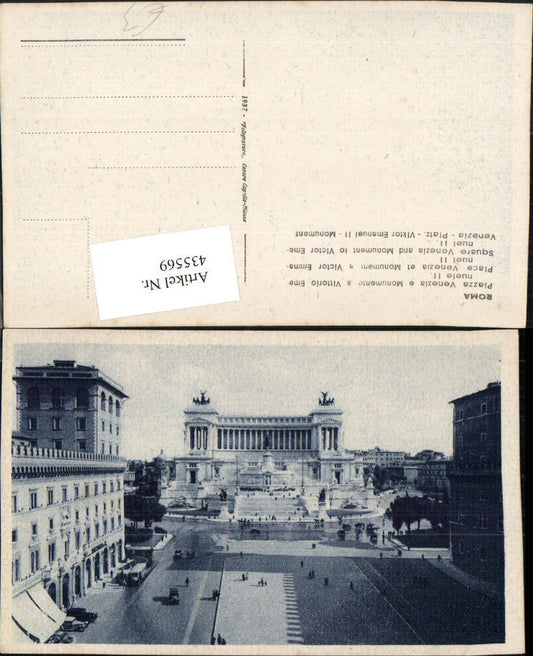 ROMA
Piazza Venezia e Monumento a Vittorio Ema-
nuele II
Place Venezia et Monument à Victor Emma-
nuel II
Square Venezia and Monument to Victor Ema-
nuel II.
Venezia - Platz. - Viktor Emanuel II - Monument
Artikel Nr.
435569